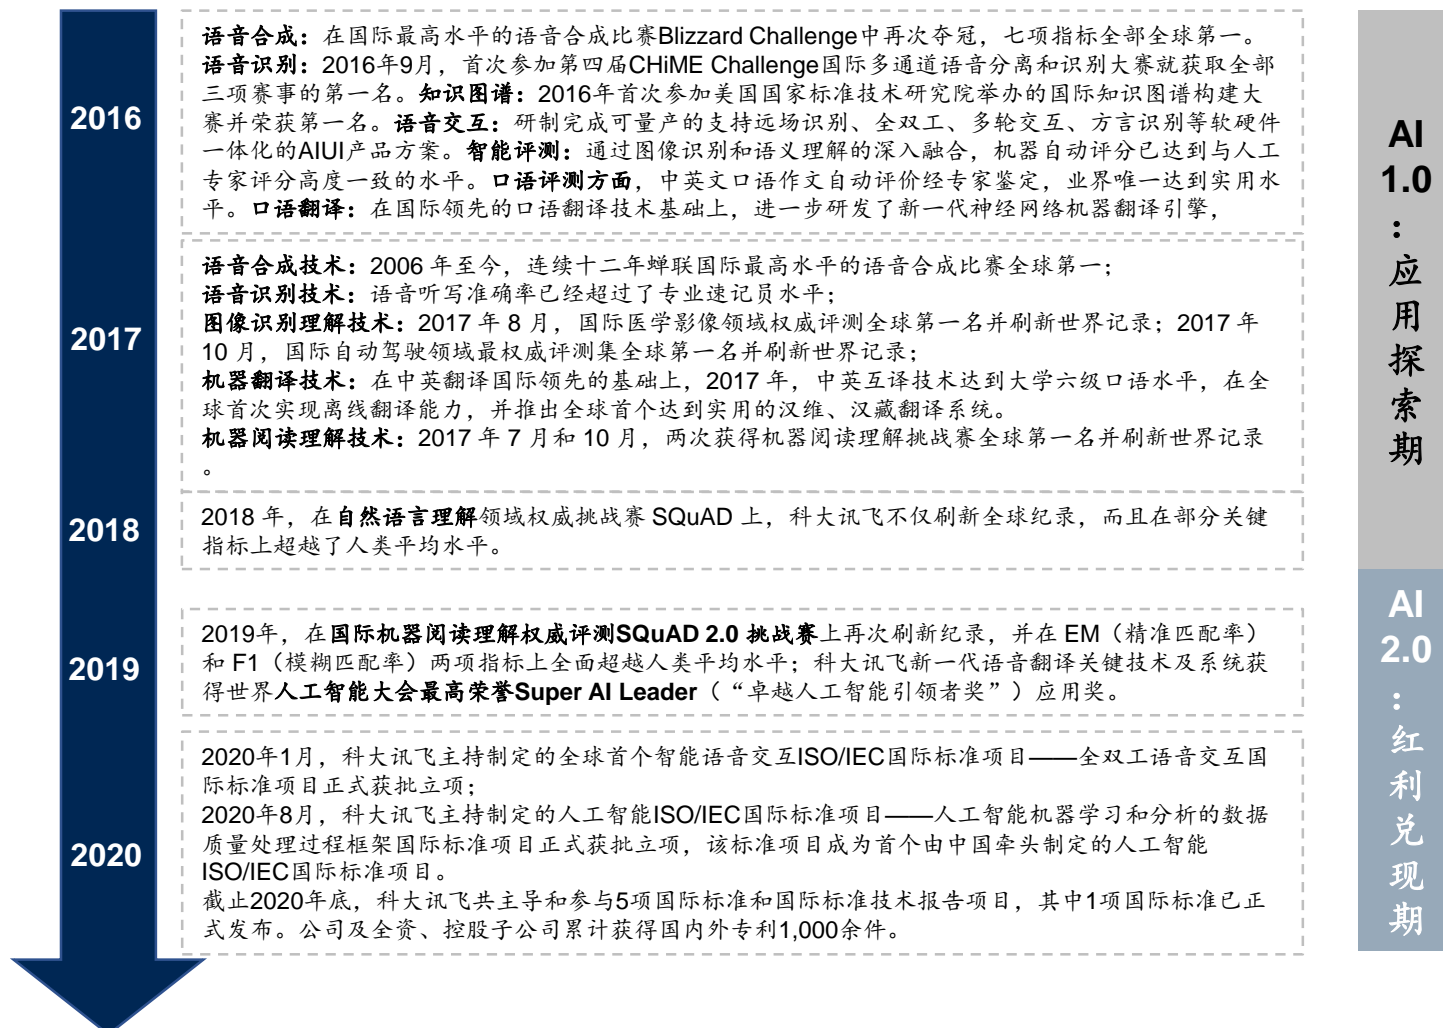 2016
语音合成：在国际最高水平的语音合成比赛Blizzard Challenge中再次夺冠，七项指标全部全球第一。
语音识别：2016年9月，首次参加第四届CHiME Challenge国际多通道语音分离和识别大赛就获取全部
三项赛事的第一名。知识图谱：2016年首次参加美国国家标准技术研究院举办的国际知识图谱构建大
赛并荣获第一名。语音交互：研制完成可量产的支持远场识别、全双工、多轮交互、方言识别等软硬件
一体化的AIUI产品方案。智能评测：通过图像识别和语义理解的深入融合，机器自动评分已达到与人工
专家评分高度一致的水平。口语评测方面，中英文口语作文自动评价经专家鉴定，业界唯一达到实用水
平。口语翻译：在国际领先的口语翻译技术基础上，进一步研发了新一代神经网络机器翻译引擎，
2017
语音合成技术：2006 年至今，连续十二年蝉联国际最高水平的语音合成比赛全球第一；
语音识别技术：语音听写准确率已经超过了专业速记员水平；
图像识别理解技术：2017 年 8 月，国际医学影像领域权威评测全球第一名并刷新世界记录；2017 年
10 月，国际自动驾驶领域最权威评测集全球第一名并刷新世界记录；
机器翻译技术：在中英翻译国际领先的基础上，2017 年，中英互译技术达到大学六级口语水平，在全
球首次实现离线翻译能力，并推出全球首个达到实用的汉维、汉藏翻译系统。
机器阅读理解技术：2017 年 7 月和 10 月，两次获得机器阅读理解挑战赛全球第一名并刷新世界记录
。
2018
2018 年，在自然语言理解领域权威挑战赛 SQuAD 上，科大讯飞不仅刷新全球纪录，而且在部分关键
指标上超越了人类平均水平。
2019
2019年，在国际机器阅读理解权威评测SQuAD 2.0 挑战赛上再次刷新纪录，并在 EM（精准匹配率）
和 F1（模糊匹配率）两项指标上全面超越人类平均水平；科大讯飞新一代语音翻译关键技术及系统获
得世界人工智能大会最高荣誉Super AI Leader（“卓越人工智能引领者奖”）应用奖。
2020
2020年1月，科大讯飞主持制定的全球首个智能语音交互ISO/IEC国际标准项目——全双工语音交互国
际标准项目正式获批立项；
2020年8月，科大讯飞主持制定的人工智能ISO/IEC国际标准项目——人工智能机器学习和分析的数据
质量处理过程框架国际标准项目正式获批立项，该标准项目成为首个由中国牵头制定的人工智能
ISO/IEC国际标准项目。
截止2020年底，科大讯飞共主导和参与5项国际标准和国际标准技术报告项目，其中1项国际标准已正
式发布。公司及全资、控股子公司累计获得国内外专利1,000余件。
AI
1.0
：
应
用
探
索
期
AI
2.0
：
红
利
兑
现
期